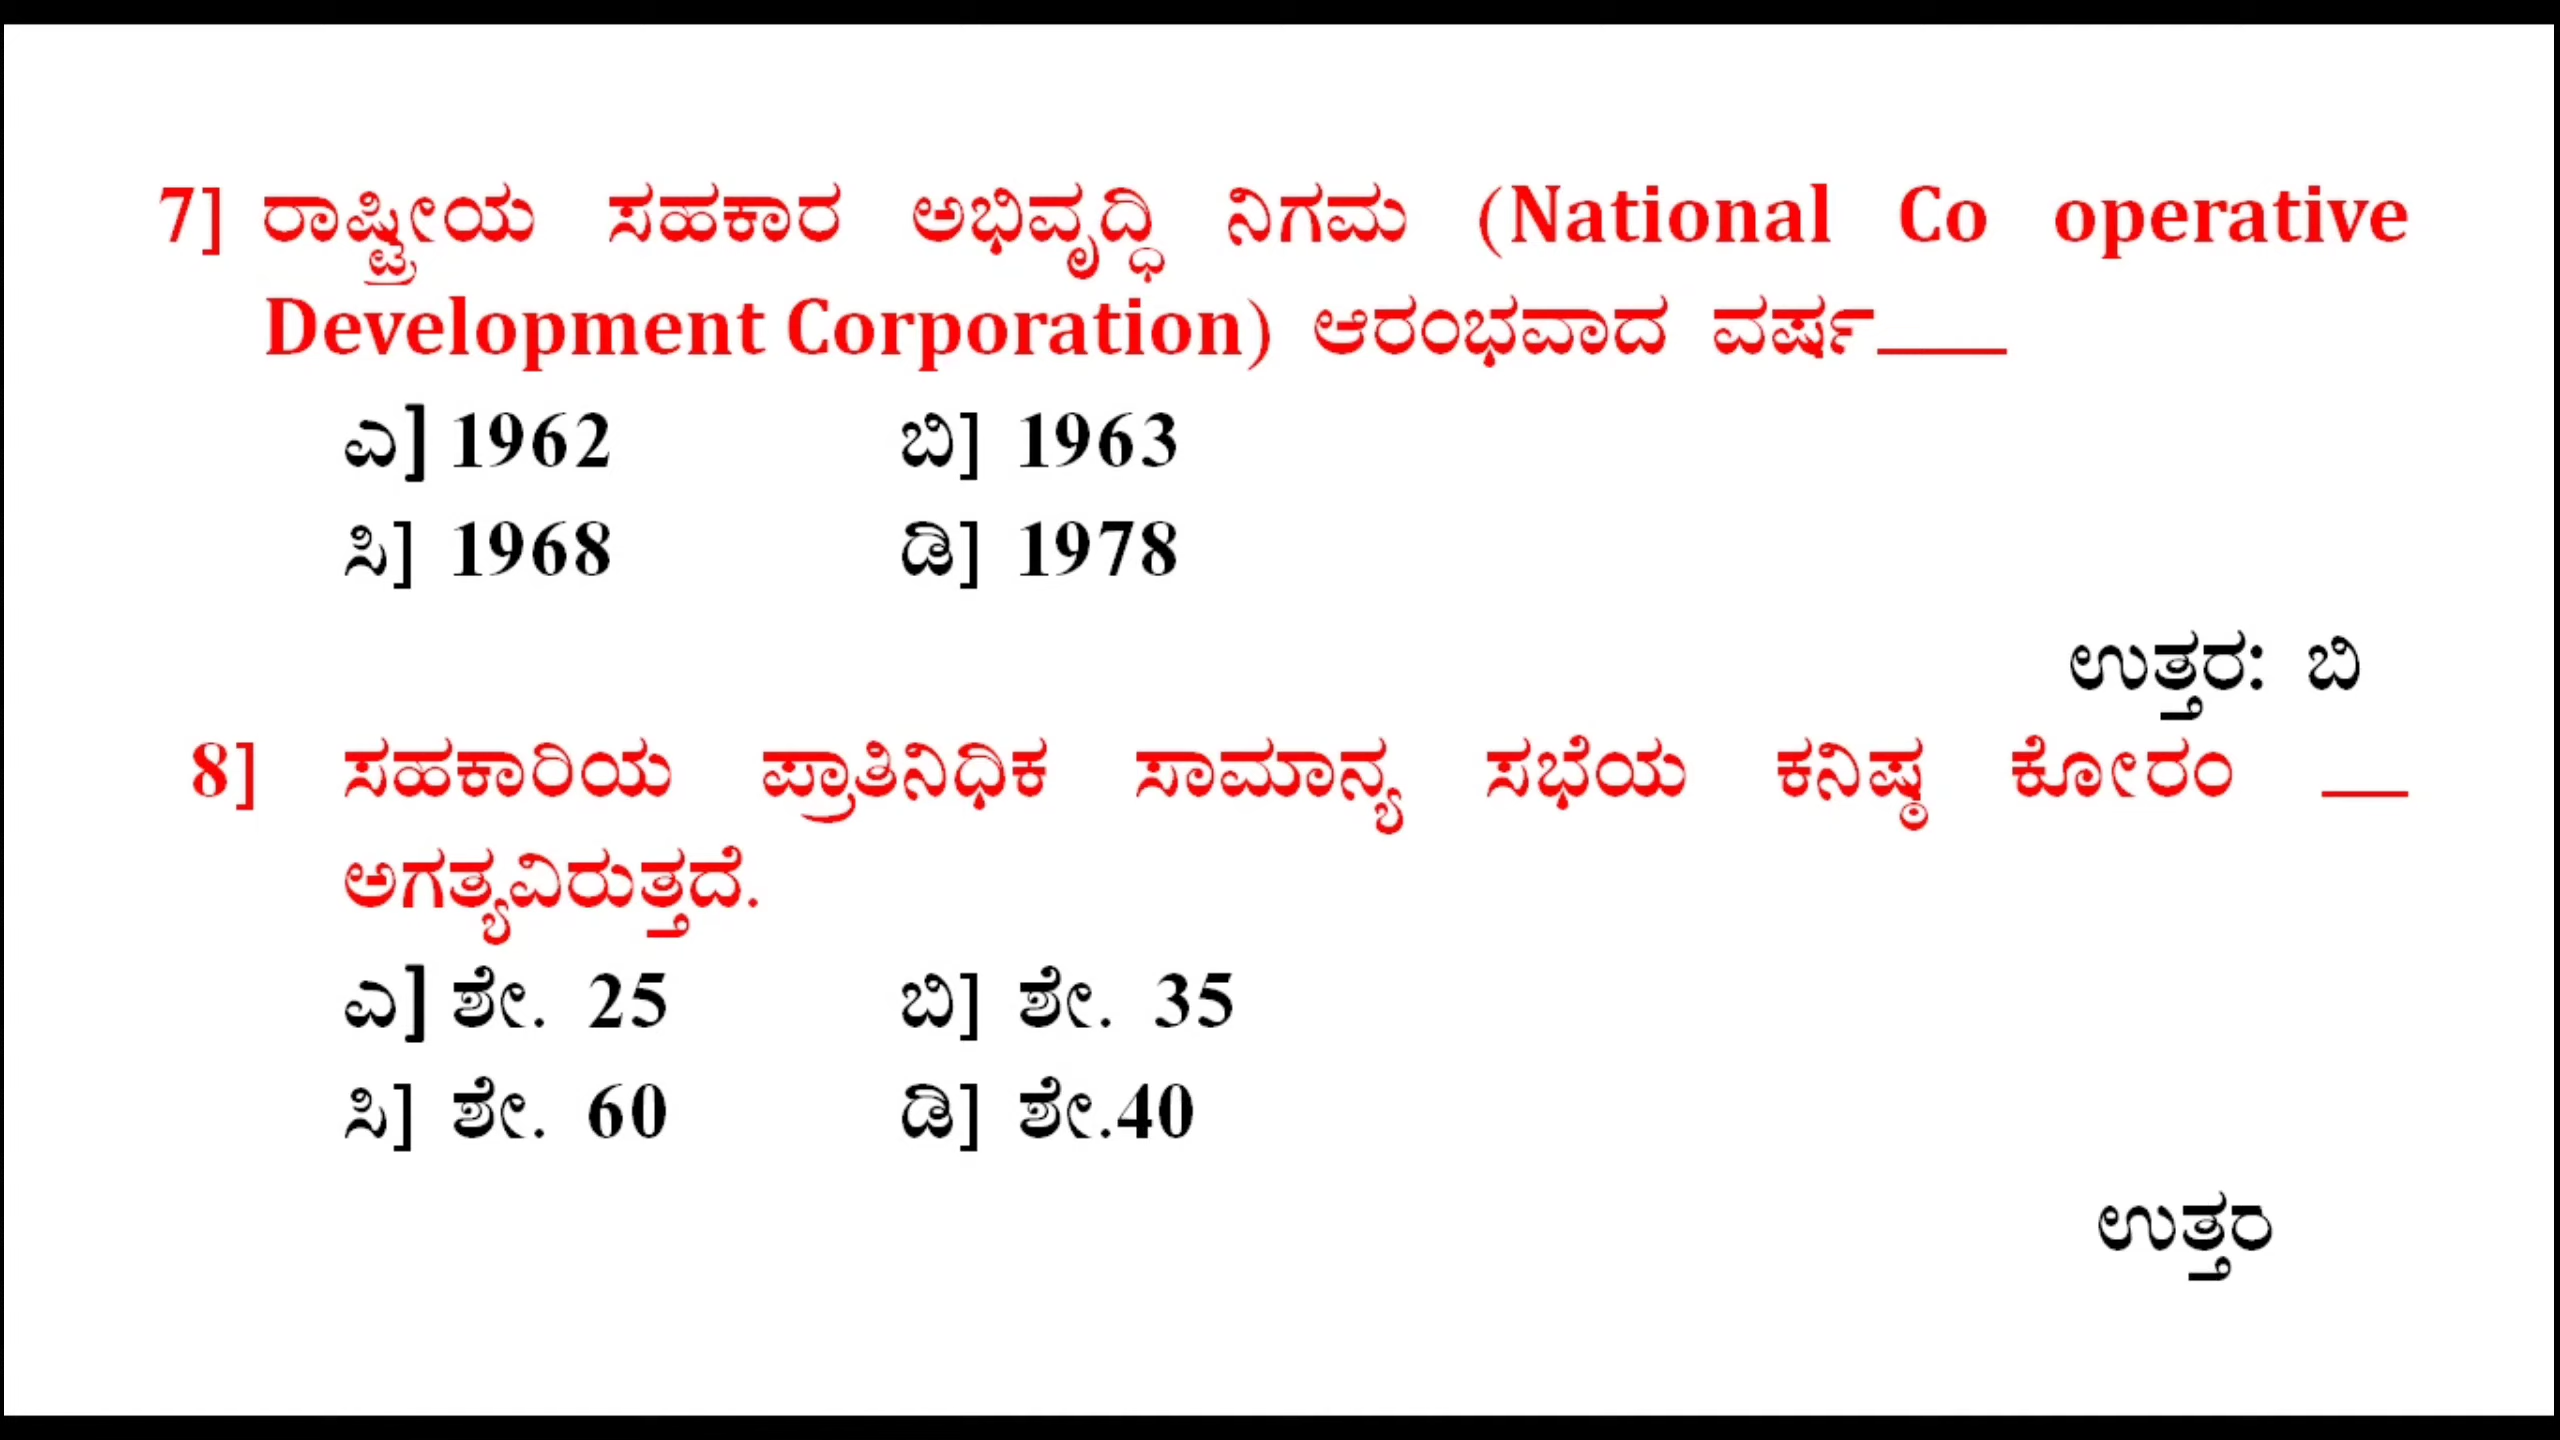 7] ರಾಷ್ಟ್ರೀಯ ಸಹಕಾರ ಅಭಿವೃದ್ಧಿ ನಿಗಮ (National Co operative
Development Corporation) ಆರಂಭವಾದ ವರ್ಷ___
ಎ] 1962 ಬಿ] 1963
ಸಿ] 1968 ಡಿ] 1978
ಉತ್ತರ: ಬಿ
8] ಸಹಕಾರಿಯ ಪ್ರಾತಿನಿಧಿಕ ಸಾಮಾನ್ಯ ಸಭೆಯ ಕನಿಷ್ಠ ಕೋರಂ __
ಅಗತ್ಯವಿರುತ್ತದೆ.
ಎ] ಶೇ. 25 ಬಿ] ಶೇ. 35
ಸಿ] ಶೇ. 60 ಡಿ] ಶೇ.40
ಉತ್ತರ